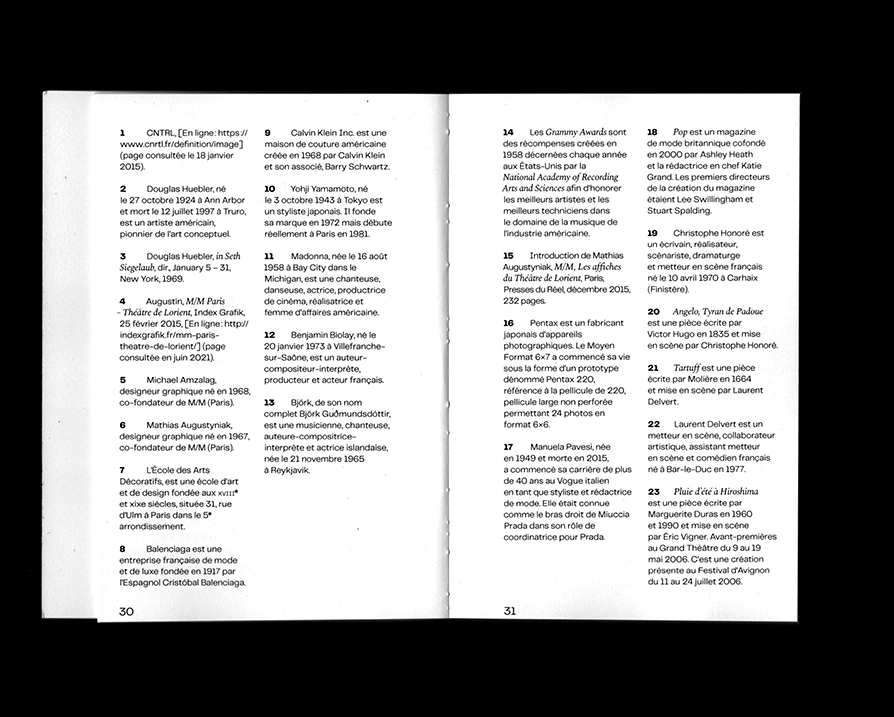 1 CNTRL, [En ligne: https://
www.cnrtl.fr/definition/image]
(page consultée le 18 janvier
2015).
2 Douglas Huebler, né
le 27 octobre 1924 à Ann Arbor
et mort le 12 juillet 1997 à Truro,
est un artiste américain,
pionnier de l'art conceptuel.
3 Douglas Huebler, in Seth
Siegelaub, dir., January 5 – 31,
New York, 1969.
4 Augustin, M/M Paris
– Théâtre de Lorient, Index Grafik,
25 février 2015, [En ligne: http://
indexgrafik.fr/mm-paris-
theatre-de-lorient/] (page
consultée en juin 2021).
5 Michael Amzalag,
designeur graphique né en 1968,
co-fondateur de M/M (Paris).
6 Mathias Augustyniak,
designeur graphique né en 1967,
co-fondateur de M/M (Paris).
7 L'École des Arts
Décoratifs, est une école d'art
et de design fondée aux XVIIIe
et xixe siècles, située 31, rue
d'Ulm à Paris dans le 5e
arrondissement.
8 Balenciaga est une
entreprise française de mode
et de luxe fondée en 1917 par
l'Espagnol Cristóbal Balenciaga.
9 Calvin Klein Inc. est une
maison de couture américaine
créée en 1968 par Calvin Klein
et son associé, Barry Schwartz.
10 Yohji Yamamoto, né
le 3 octobre 1943 à Tokyo est
un styliste japonais. Il fonde
sa marque en 1972 mais débute
réellement à Paris en 1981.
11 Madonna, née le 16 août
1958 à Bay City dans le
Michigan, est une chanteuse,
danseuse, actrice, productrice
de cinéma, réalisatrice et
femme d'affaires américaine.
12 Benjamin Biolay, né le
20 janvier 1973 à Villefranche-
sur-Saône, est un auteur-
compositeur-interprète,
producteur et acteur français.
13 Björk, de son nom
complet Björk Guðmundsdóttir,
est une musicienne, chanteuse,
auteure-compositrice-
interprète et actrice islandaise,
née le 21 novembre 1965
à Reykjavik.
30
14 Les Grammy Awards sont
des récompenses créées en
1958 décernées chaque année
aux États-Unis par la
National Academy of Recording
Arts and Sciences afin d'honorer
les meilleurs artistes et les
meilleurs techniciens dans
le domaine de la musique de
l'industrie américaine.
15 Introduction de Mathias
Augustyniak, M/M, Les affiches
du Théâtre de Lorient, Paris,
Presses du Réel, décembre 2015,
232 pages.
16 Pentax est un fabricant
japonais d'appareils
photographiques. Le Moyen
Format 6×7 a commencé sa vie
sous la forme d'un prototype
dénommé Pentax 220,
référence à la pellicule de 220,
pellicule large non perforée
permettant 24 photos en
format 6×6.
17 Manuela Pavesi, née
en 1949 et morte en 2015,
a commencé sa carrière de plus
de 40 ans au Vogue italien
en tant que styliste et rédactrice
de mode. Elle était connue
comme le bras droit de Miuccia
Prada dans son rôle de
coordinatrice pour Prada.
18 Pop est un magazine
de mode britannique cofondé
en 2000 par Ashley Heath
et la rédactrice en chef Katie
Grand. Les premiers directeurs
de la création du magazine
étaient Lee Swillingham et
Stuart Spalding.
19 Christophe Honoré est
un écrivain, réalisateur,
scénariste, dramaturge
et metteur en scène français
né le 10 avril 1970 à Carhaix
(Finistère).
20 Angelo, Tyran de Padoue
est une pièce écrite par
Victor Hugo en 1835 et mise
en scène par Christophe Honoré.
21 Tartuff est une pièce
écrite par Molière en 1664
et mise en scène par Laurent
Delvert.
22 Laurent Delvert est un
metteur en scène, collaborateur
artistique, assistant metteur
en scène et comédien français
né à Bar-le-Duc en 1977.
23 Pluie d'été à Hiroshima
est une pièce écrite par
Marguerite Duras en 1960
et 1990 et mise en scène
par Éric Vigner. Avant-premières
au Grand Théâtre du 9 au 19
mai 2006. C'est une création
présente au Festival d'Avignon
du 11 au 24 juillet 2006.
31